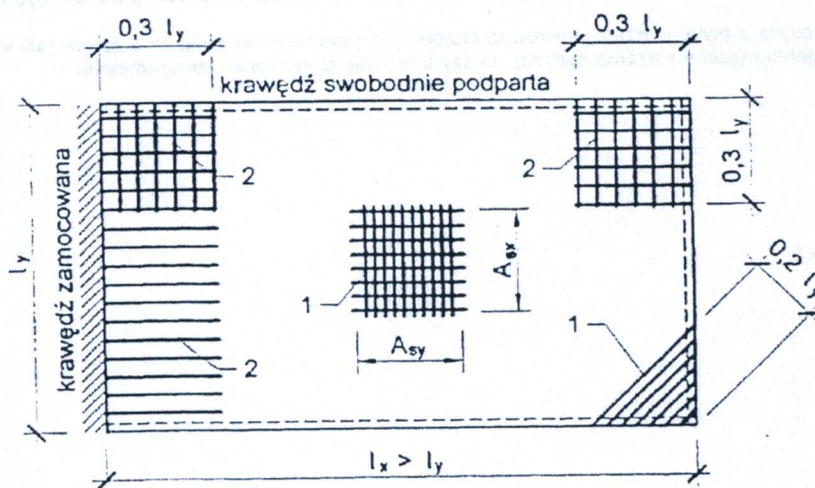 0,3 l_y
0,3 l_y
krawędź swobodnie podparta
krawędź zamocowana
2
2
0,3 l_y
l_y
1
A_sx
A_sy
2
1
0,2 l_y
l_x > l_y